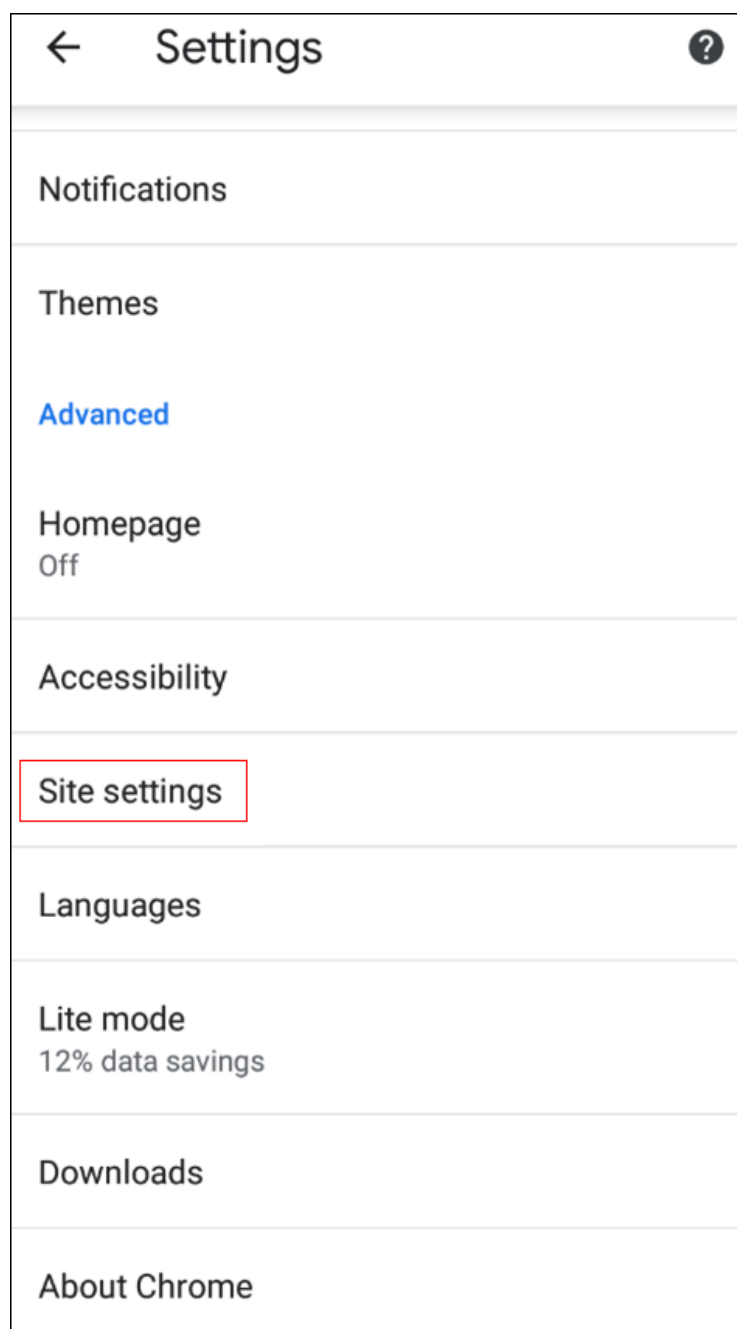 Settings
Notifications
Themes
Advanced
Homepage
Off
Accessibility
Site settings
Languages
Lite mode
12% data savings
Downloads
About Chrome